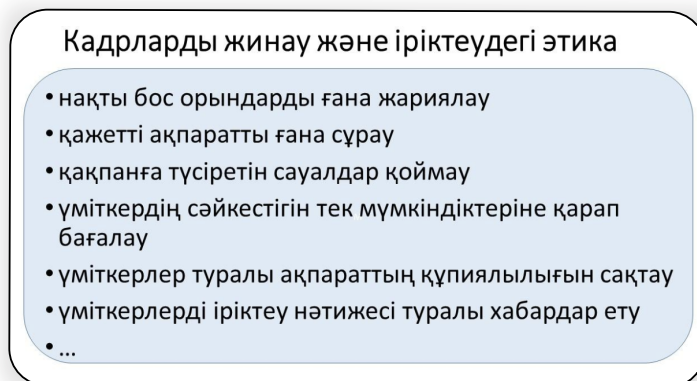 Кадрларды жинау және іріктеудегі этика
• нақты бос орындарды ғана жариялау
• қажетті ақпаратты ғана сұрау
• қақпанға түсіретін сауалдар қоймау
• үміткердің сәйкестігін тек мүмкіндіктеріне қарап
бағалау
• үміткерлер туралы ақпараттың құпиялылығын сақтау
• үміткерлерді іріктеу нәтижесі туралы хабардар ету
• ...